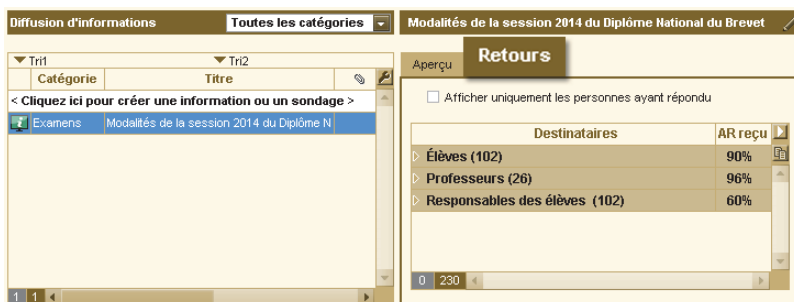 Diffusion d'informations
Toutes les catégories
Tri1 Tri2
Catégorie Titre
< Cliquez ici pour créer une information ou un sondage >
Examens Modalités de la session 2014 du Diplôme N
1 1
Modalités de la session 2014 du Diplôme National du Brevet
Aperçu Retours
Afficher uniquement les personnes ayant répondu
Destinataires AR reçu
Élèves (102) 90%
Professeurs (26) 96%
Responsables des élèves (102) 60%
0 230